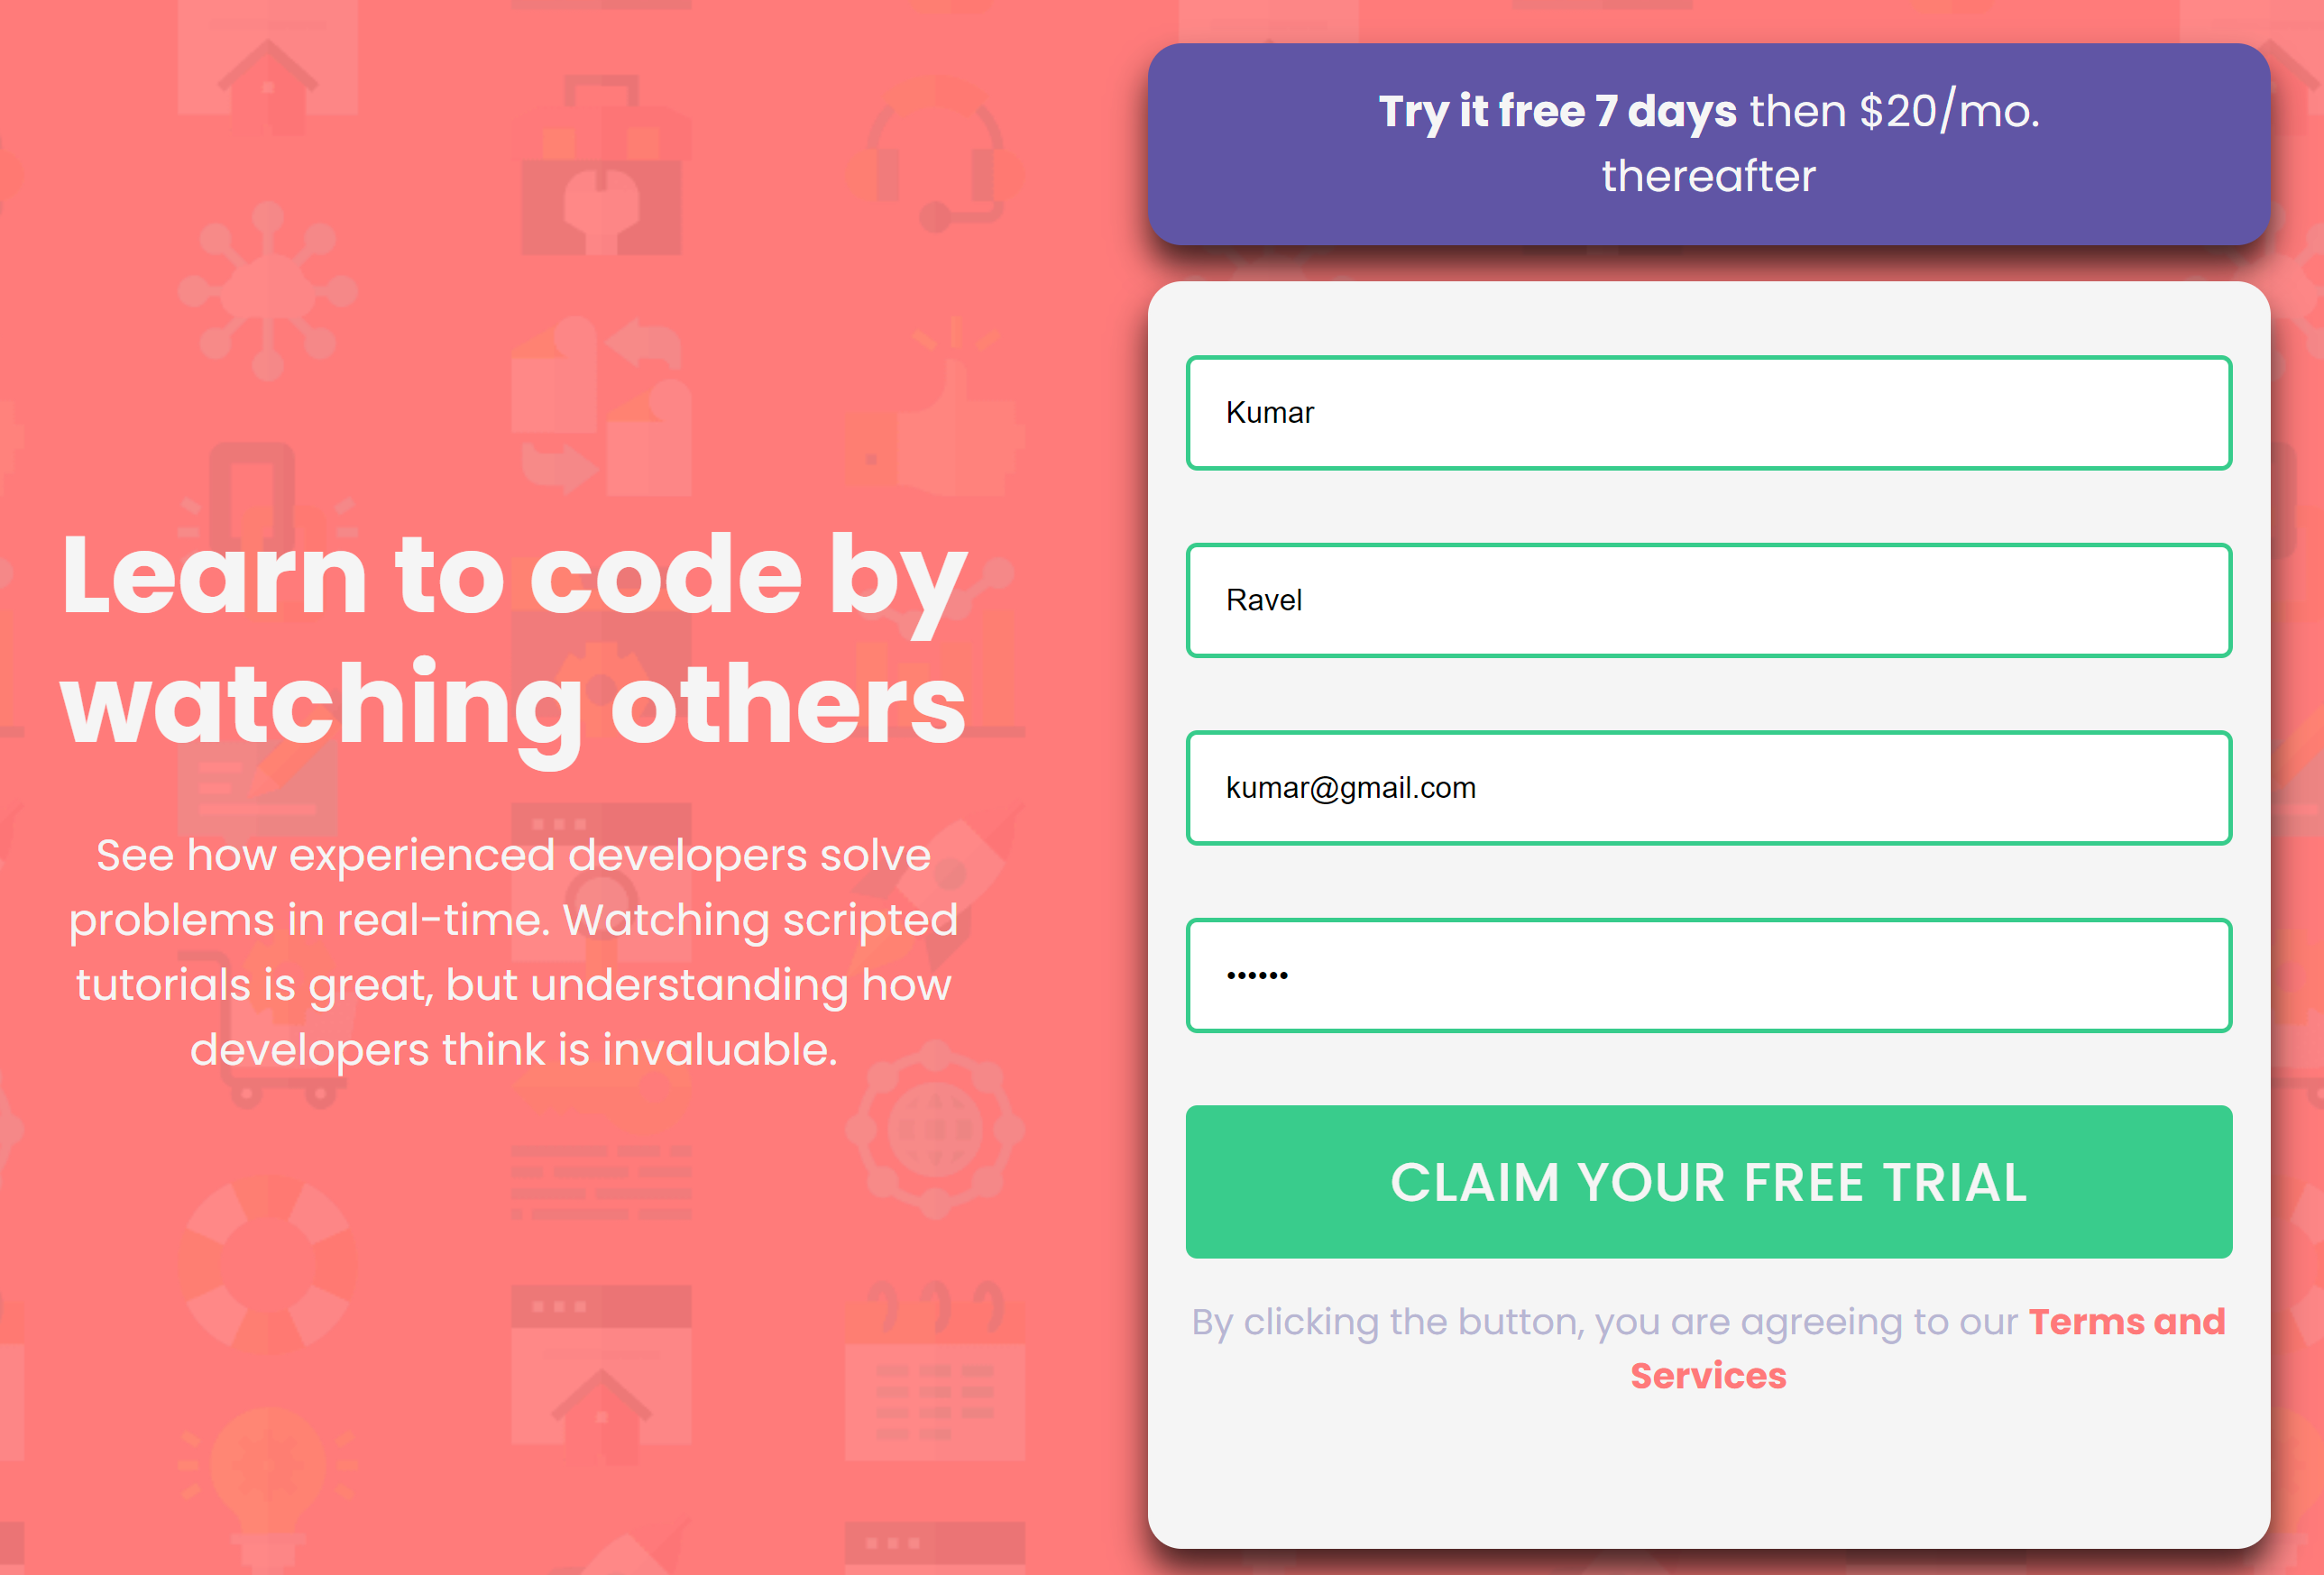 Learn to code by
watching others
See how experienced developers solve
problems in real-time. Watching scripted
tutorials is great, but understanding how
developers think is invaluable.
Try it free 7 days then $20/mo.
thereafter
Kumar
Ravel
kumar@gmail.com
••••••
CLAIM YOUR FREE TRIAL
By clicking the button, you are agreeing to our Terms and
Services